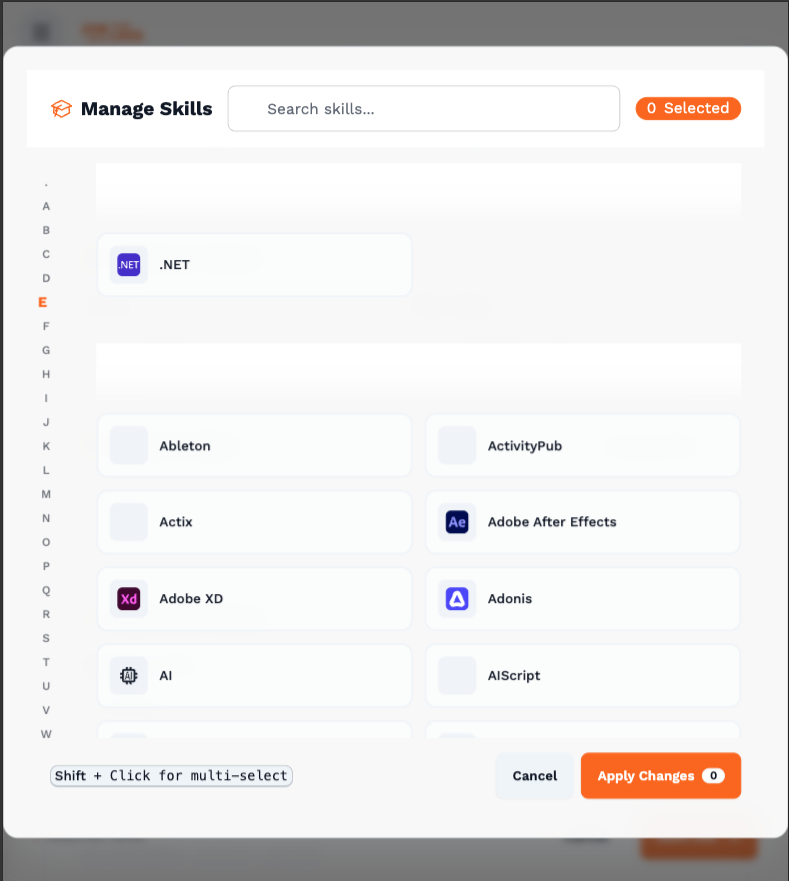 Manage Skills
Search skills...
0 Selected
.
A
B
C
D
E
F
G
H
I
J
K
L
M
N
O
P
Q
R
S
T
U
V
W
.NET .NET
Ableton
ActivityPub
Actix
Ae Adobe After Effects
Xd Adobe XD
Adonis
AI AI
AIScript
Shift + Click for multi-select
Cancel
Apply Changes 0